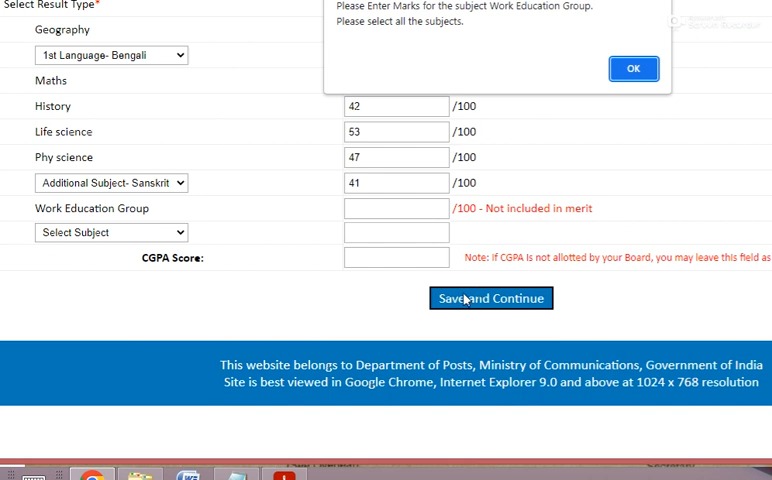 Select Result Type*
Please Enter Marks for the subject Work Education Group.
Please select all the subjects.
OK
Geography
1st Language- Bengali
Maths
History 42 /100
Life science 53 /100
Phy science 47 /100
Additional Subject- Sanskrit 41 /100
Work Education Group /100 - Not included in merit
Select Subject
CGPA Score: Note: If CGPA is not allotted by your Board, you may leave this field as
Save and Continue
This website belongs to Department of Posts, Ministry of Communications, Government of India
Site is best viewed in Google Chrome, Internet Explorer 9.0 and above at 1024 x 768 resolution